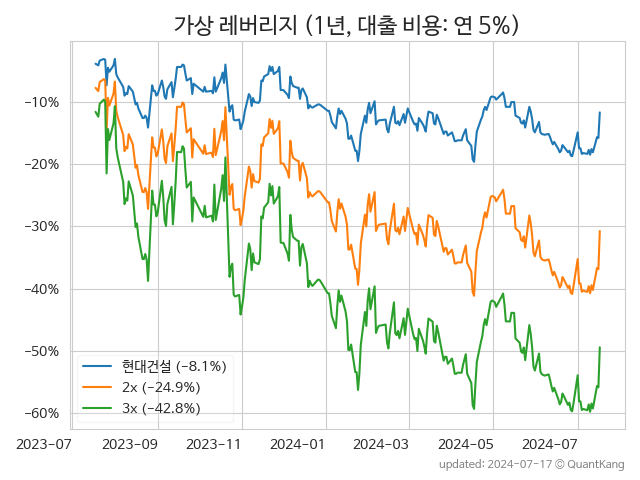 가상 레버리지 (1년, 대출 비용: 연 5%)
−10%
−20%
−30%
−40%
−50%
−60%
현대건설 (−8.1%)
2x (−24.9%)
3x (−42.8%)
2023-07 2023-09 2023-11 2024-01 2024-03 2024-05 2024-07
updated: 2024-07-17 © QuantKang